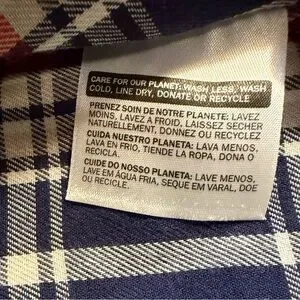 CARE FOR OUR PLANET: WASH LESS, WASH
COLD, LINE DRY, DONATE OR RECYCLE
PRENEZ SOIN DE NOTRE PLANETE: LAVEZ
MOINS, LAVEZ A FROID, LAISSEZ SECHER
NATURELLEMENT, DONNEZ OU RECYCLEZ
CUIDA NUESTRO PLANETA: LAVA MENOS,
LAVA EN FRIO, TIENDE LA ROPA, DONA O
RECICLA.
CUIDE DO NOSSO PLANETA: LAVE MENOS,
LAVE EM ÁGUA FRIA, SEQUE EM VARAL, DOE
OU RECICLE.